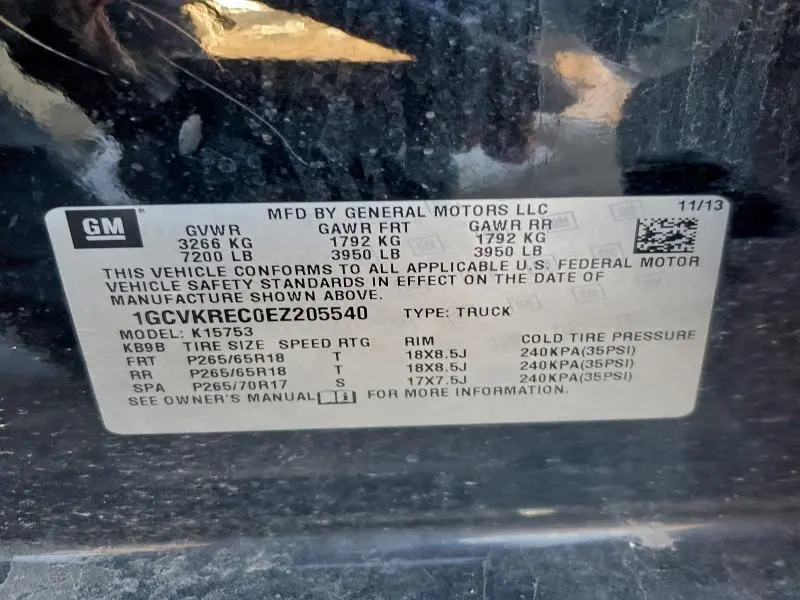 GM
MFD BY GENERAL MOTORS LLC 11/13
GVWR GAWR FRT GAWR RR
3266 KG 1792 KG 1792 KG
7200 LB 3950 LB 3950 LB
THIS VEHICLE CONFORMS TO ALL APPLICABLE U.S. FEDERAL MOTOR
VEHICLE SAFETY STANDARDS IN EFFECT ON THE DATE OF
MANUFACTURE SHOWN ABOVE.
1GCVKREC0EZ205540 TYPE: TRUCK
MODEL: K15753
KB9B TIRE SIZE SPEED RTG RIM COLD TIRE PRESSURE
FRT P265/65R18 T 18X8.5J 240KPA(35PSI)
RR P265/65R18 T 18X8.5J 240KPA(35PSI)
SPA P265/70R17 S 17X7.5J 240KPA(35PSI)
SEE OWNER'S MANUAL FOR MORE INFORMATION.